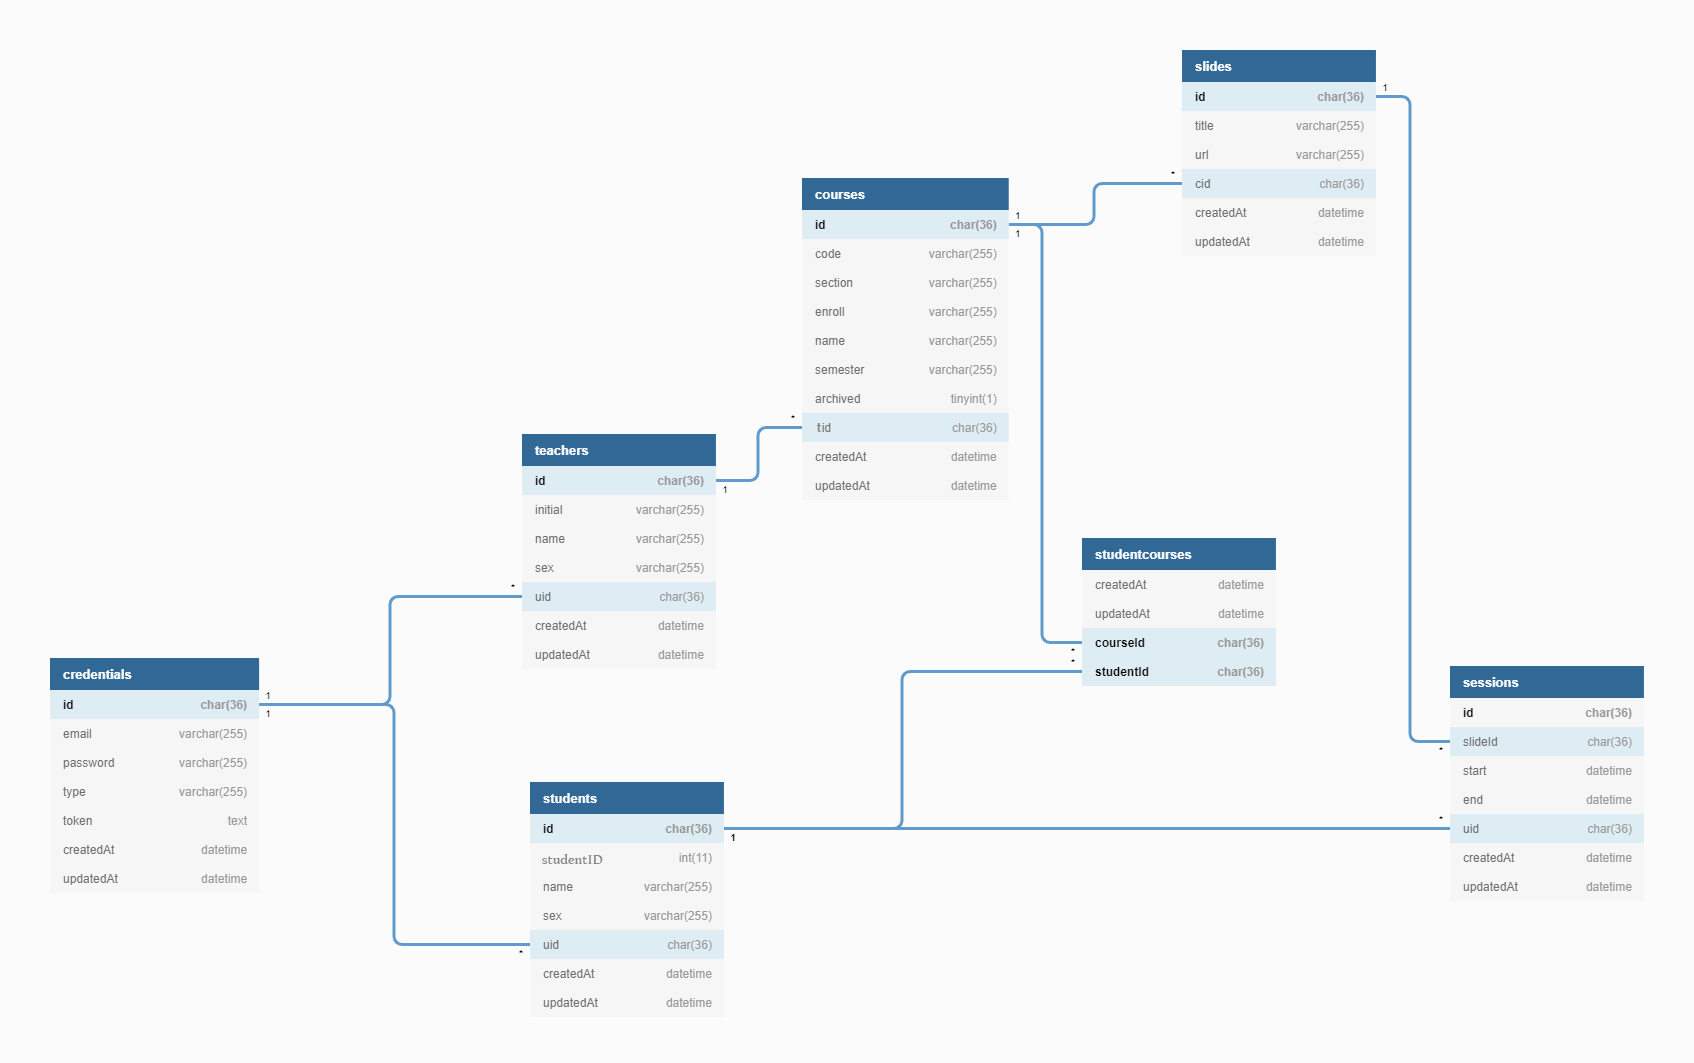 slides
id char(36)
title varchar(255)
url varchar(255)
cid char(36)
createdAt datetime
updatedAt datetime
1
*
courses
id char(36)
code varchar(255)
section varchar(255)
enroll varchar(255)
name varchar(255)
semester varchar(255)
archived tinyint(1)
tid char(36)
createdAt datetime
updatedAt datetime
1
1
*
teachers
id char(36)
initial varchar(255)
name varchar(255)
sex varchar(255)
uid char(36)
createdAt datetime
updatedAt datetime
1
*
studentcourses
createdAt datetime
updatedAt datetime
courseId char(36)
studentId char(36)
*
*
credentials
id char(36)
email varchar(255)
password varchar(255)
type varchar(255)
token text
createdAt datetime
updatedAt datetime
1
1
sessions
id char(36)
slideId char(36)
start datetime
end datetime
uid char(36)
createdAt datetime
updatedAt datetime
*
*
students
id char(36)
studentID int(11)
name varchar(255)
sex varchar(255)
uid char(36)
createdAt datetime
updatedAt datetime
1
*